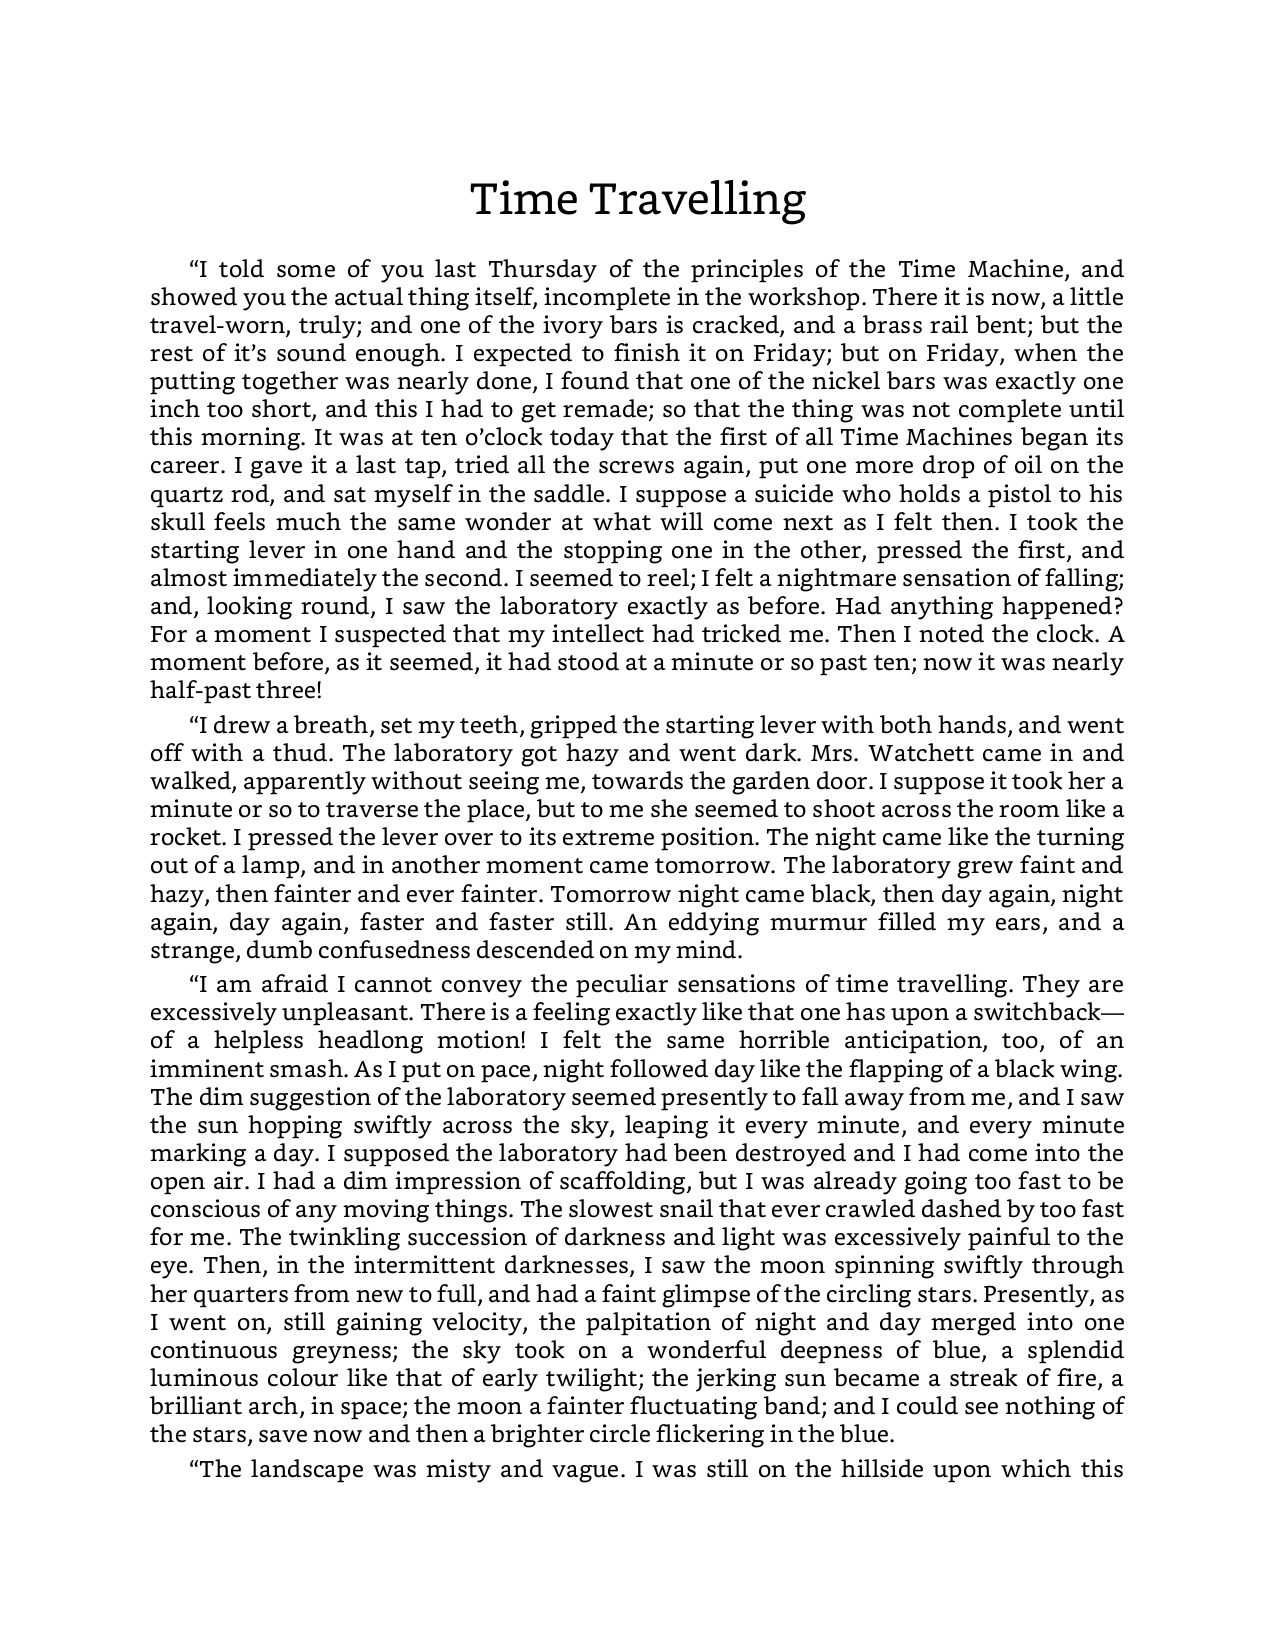 Time Travelling
“I told some of you last Thursday of the principles of the Time Machine, and
showed you the actual thing itself, incomplete in the workshop. There it is now, a little
travel-worn, truly; and one of the ivory bars is cracked, and a brass rail bent; but the
rest of it’s sound enough. I expected to finish it on Friday; but on Friday, when the
putting together was nearly done, I found that one of the nickel bars was exactly one
inch too short, and this I had to get remade; so that the thing was not complete until
this morning. It was at ten o’clock today that the first of all Time Machines began its
career. I gave it a last tap, tried all the screws again, put one more drop of oil on the
quartz rod, and sat myself in the saddle. I suppose a suicide who holds a pistol to his
skull feels much the same wonder at what will come next as I felt then. I took the
starting lever in one hand and the stopping one in the other, pressed the first, and
almost immediately the second. I seemed to reel; I felt a nightmare sensation of falling;
and, looking round, I saw the laboratory exactly as before. Had anything happened?
For a moment I suspected that my intellect had tricked me. Then I noted the clock. A
moment before, as it seemed, it had stood at a minute or so past ten; now it was nearly
half-past three!
“I drew a breath, set my teeth, gripped the starting lever with both hands, and went
off with a thud. The laboratory got hazy and went dark. Mrs. Watchett came in and
walked, apparently without seeing me, towards the garden door. I suppose it took her a
minute or so to traverse the place, but to me she seemed to shoot across the room like a
rocket. I pressed the lever over to its extreme position. The night came like the turning
out of a lamp, and in another moment came tomorrow. The laboratory grew faint and
hazy, then fainter and ever fainter. Tomorrow night came black, then day again, night
again, day again, faster and faster still. An eddying murmur filled my ears, and a
strange, dumb confusedness descended on my mind.
“I am afraid I cannot convey the peculiar sensations of time travelling. They are
excessively unpleasant. There is a feeling exactly like that one has upon a switchback—
of a helpless headlong motion! I felt the same horrible anticipation, too, of an
imminent smash. As I put on pace, night followed day like the flapping of a black wing.
The dim suggestion of the laboratory seemed presently to fall away from me, and I saw
the sun hopping swiftly across the sky, leaping it every minute, and every minute
marking a day. I supposed the laboratory had been destroyed and I had come into the
open air. I had a dim impression of scaffolding, but I was already going too fast to be
conscious of any moving things. The slowest snail that ever crawled dashed by too fast
for me. The twinkling succession of darkness and light was excessively painful to the
eye. Then, in the intermittent darknesses, I saw the moon spinning swiftly through
her quarters from new to full, and had a faint glimpse of the circling stars. Presently, as
I went on, still gaining velocity, the palpitation of night and day merged into one
continuous greyness; the sky took on a wonderful deepness of blue, a splendid
luminous colour like that of early twilight; the jerking sun became a streak of fire, a
brilliant arch, in space; the moon a fainter fluctuating band; and I could see nothing of
the stars, save now and then a brighter circle flickering in the blue.
“The landscape was misty and vague. I was still on the hillside upon which this